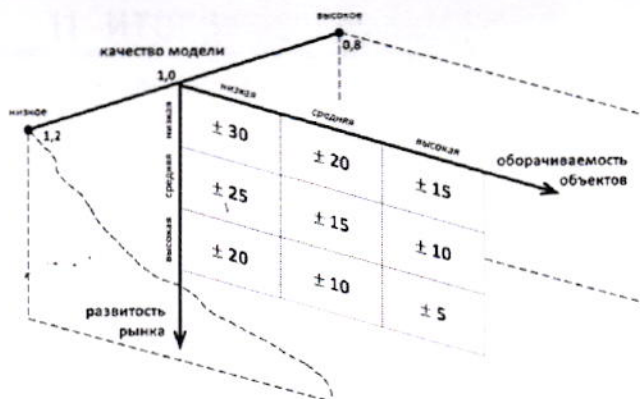 высокое
0,8
качество модели
1,0
низкое
1,2
низкая
средняя
высокая
оборачиваемость
объектов
низкая
средняя
высокая
± 30
± 20
± 15
± 25
± 15
± 10
± 20
± 10
± 5
развитость
рынка